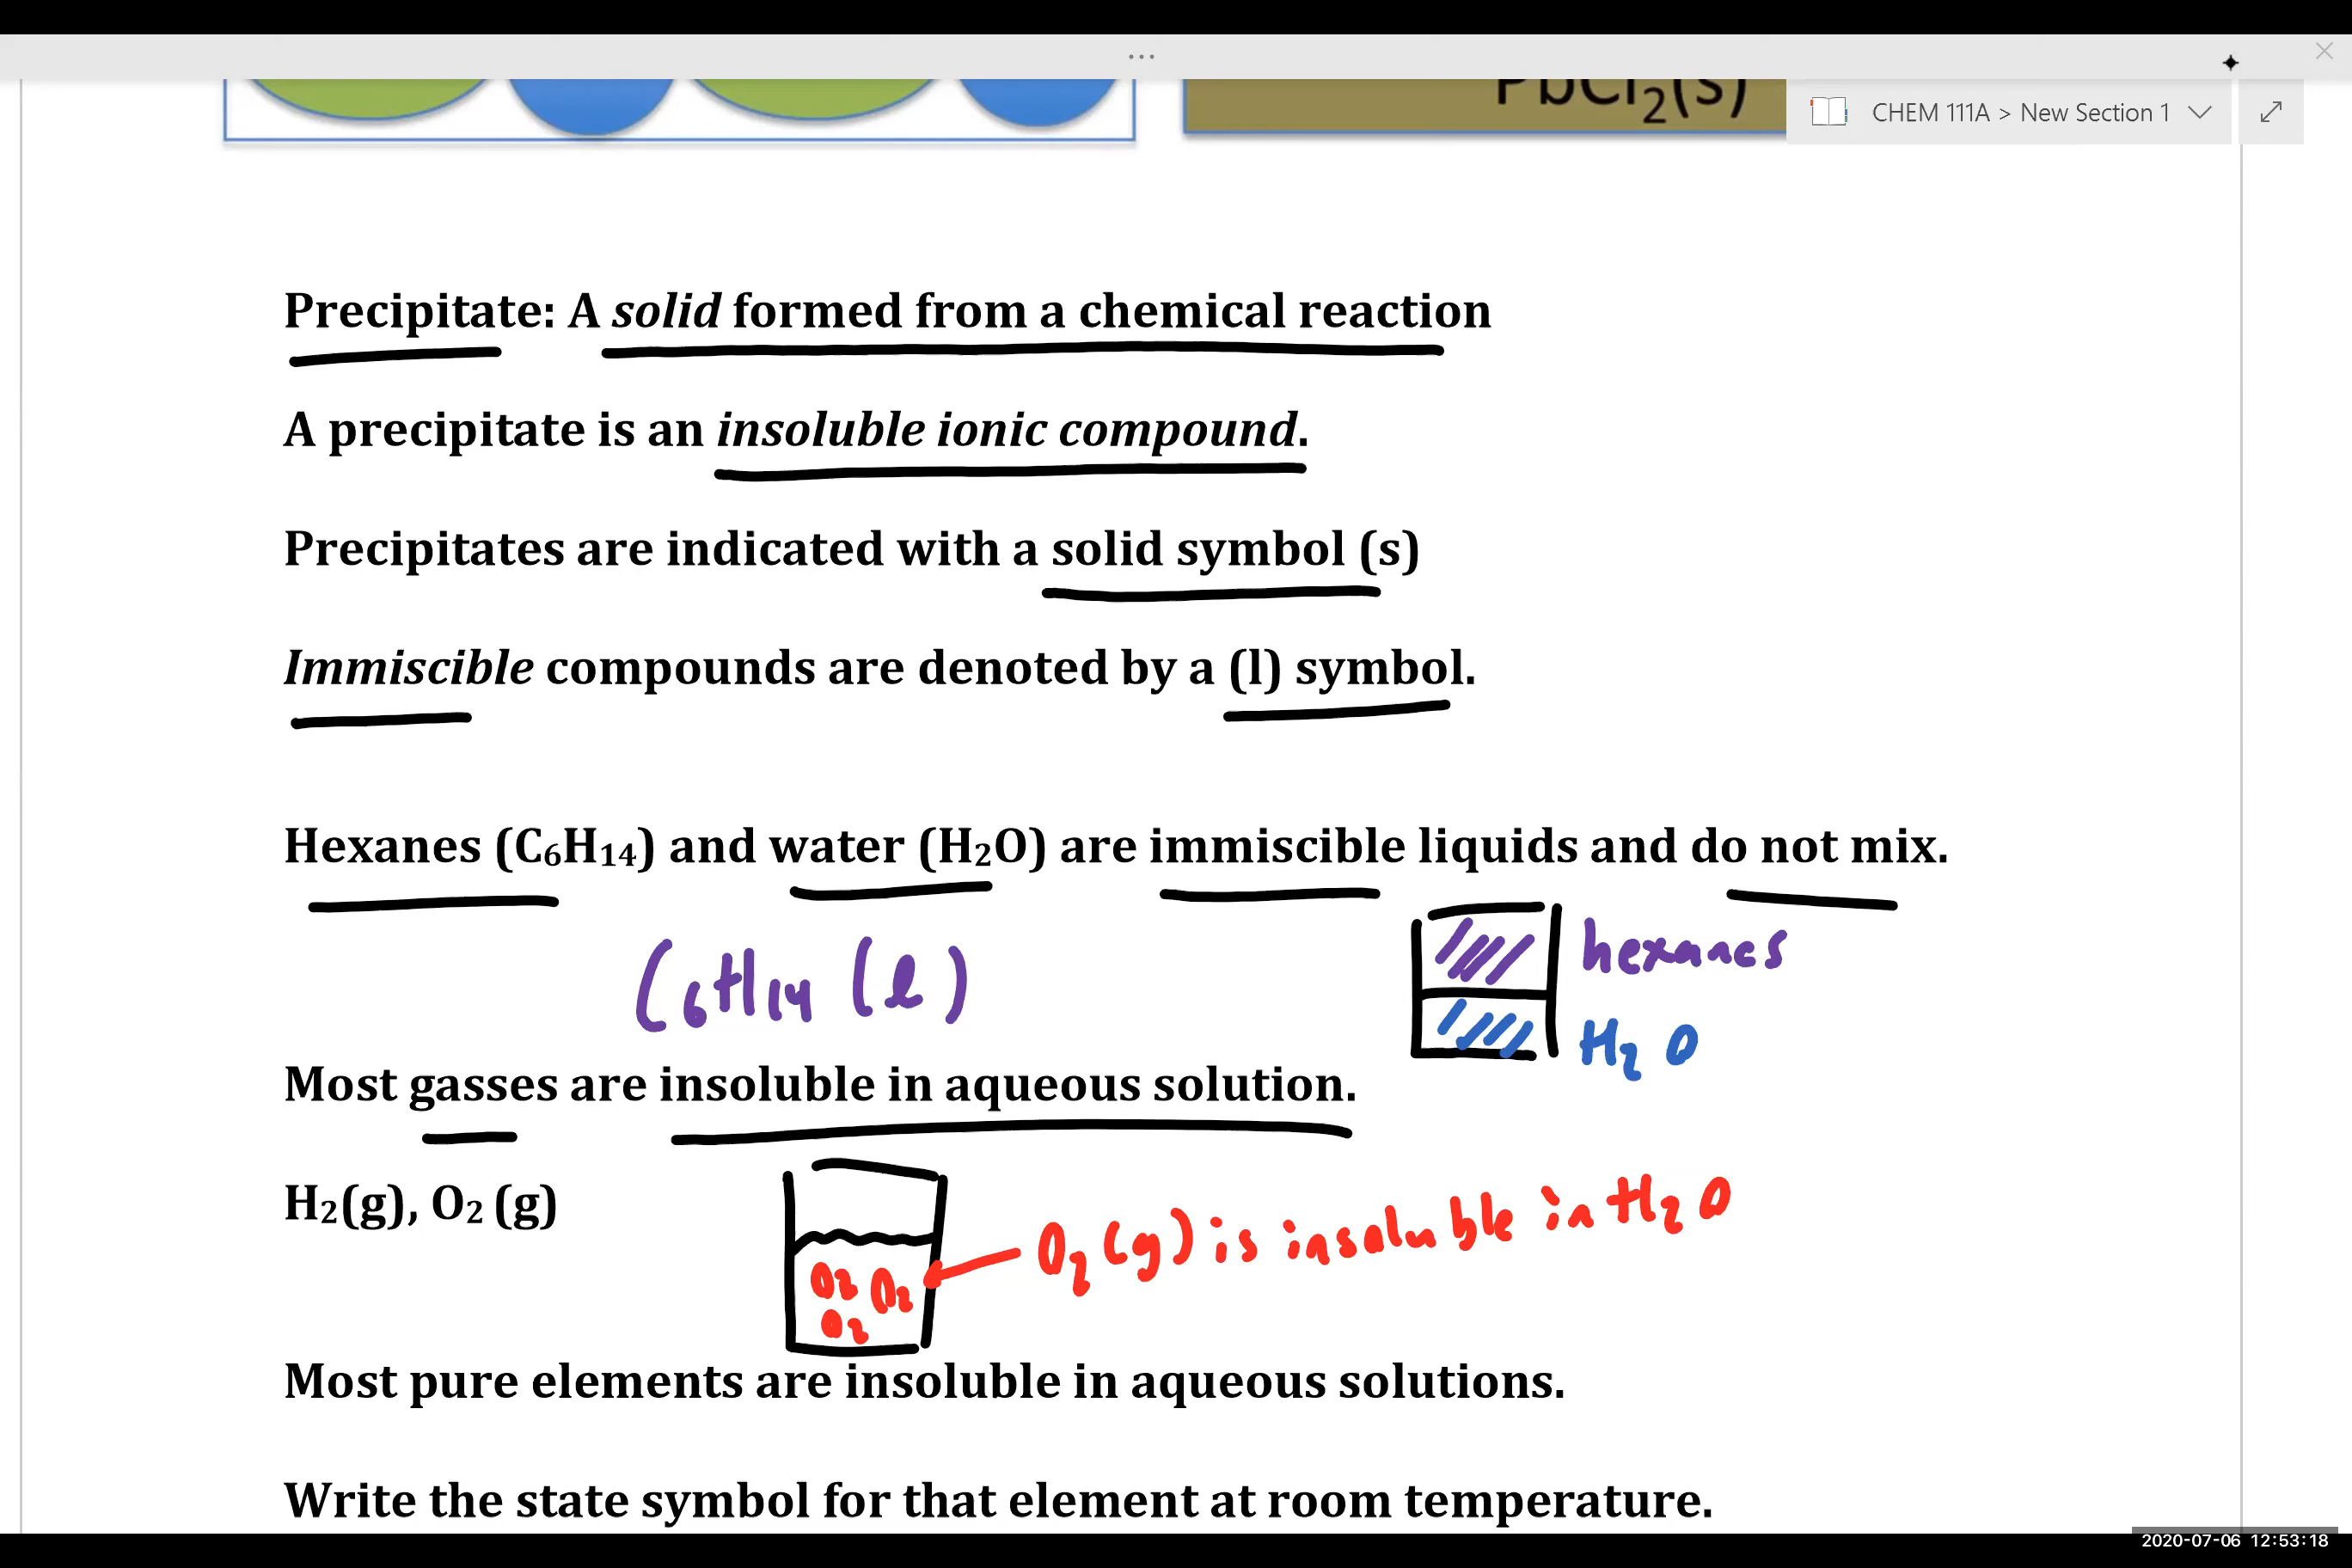 ...
PbCl₂(s)
CHEM 111A > New Section 1
Precipitate: A solid formed from a chemical reaction
A precipitate is an insoluble ionic compound.
Precipitates are indicated with a solid symbol (s)
Immiscible compounds are denoted by a (l) symbol.
Hexanes (C₆H₁₄) and water (H₂O) are immiscible liquids and do not mix.
C₆H₁₄ (l)
hexanes
H₂O
Most gasses are insoluble in aqueous solution.
H₂(g), O₂ (g)
O₂ O₂
O₂
O₂(g) is insoluble in H₂O
Most pure elements are insoluble in aqueous solutions.
Write the state symbol for that element at room temperature.
2020-07-06 12:53:18